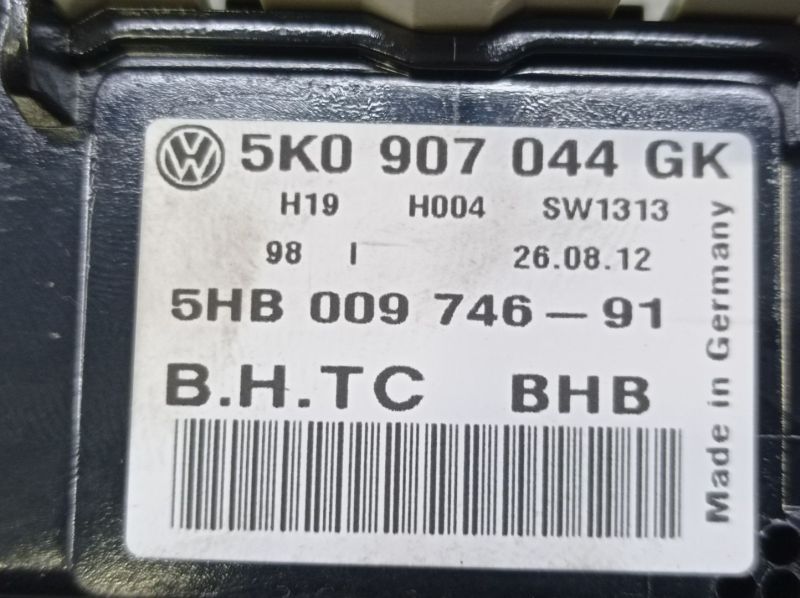 5K0 907 044 GK
H19 H004 SW1313
98 I 26.08.12
5HB 009 746-91
B.H.TC BHB
Made in Germany